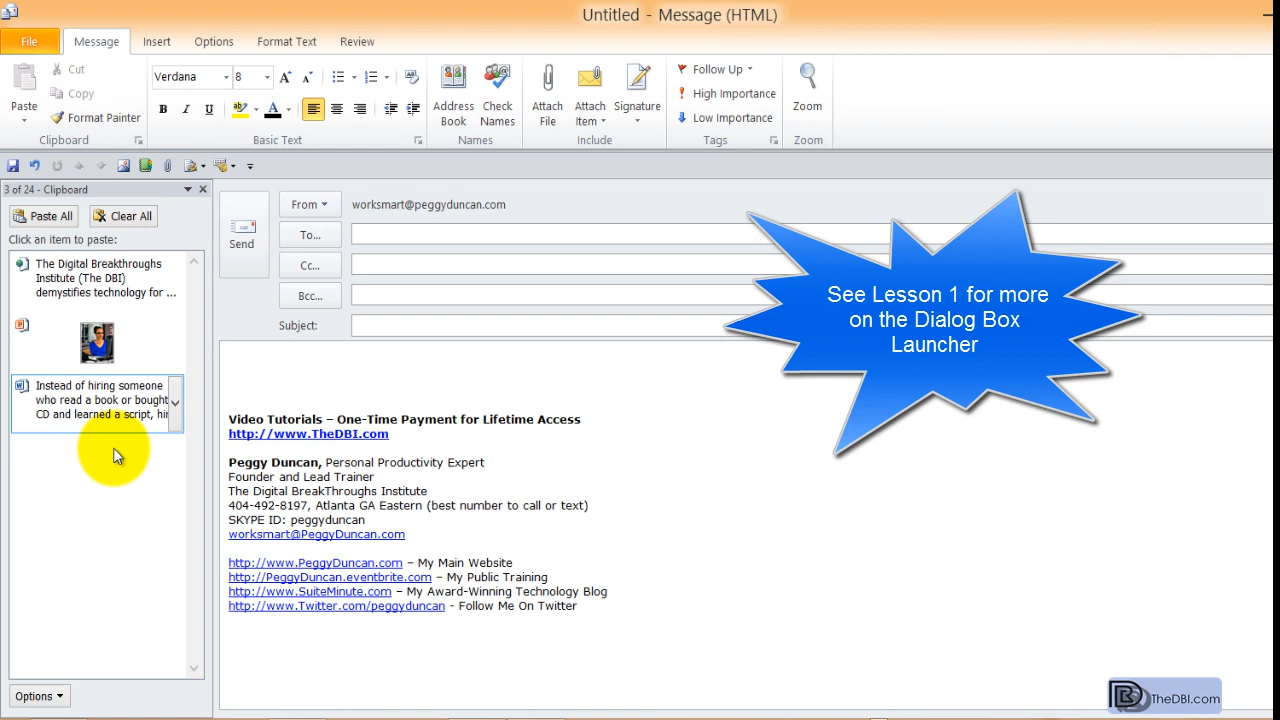 Untitled - Message (HTML)
File Message Insert Options Format Text Review
Paste
Cut
Copy
Format Painter
Clipboard
Verdana 8
B I U A
Basic Text
Address Book
Check Names
Names
Attach File
Attach Item
Signature
Include
Follow Up
High Importance
Low Importance
Tags
Zoom
Zoom
3 of 24 - Clipboard
Paste All Clear All
Click an item to paste:
The Digital Breakthroughs
Institute (The DBI)
demystifies technology for ...
Instead of hiring someone
who read a book or bought
CD and learned a script, hir
Options
Send
From worksmart@peggyduncan.com
To...
Cc...
Bcc...
Subject:
See Lesson 1 for more
on the Dialog Box
Launcher
Video Tutorials – One-Time Payment for Lifetime Access
http://www.TheDBI.com
Peggy Duncan, Personal Productivity Expert
Founder and Lead Trainer
The Digital BreakThroughs Institute
404-492-8197, Atlanta GA Eastern (best number to call or text)
SKYPE ID: peggyduncan
worksmart@PeggyDuncan.com
http://www.PeggyDuncan.com – My Main Website
http://PeggyDuncan.eventbrite.com – My Public Training
http://www.SuiteMinute.com – My Award-Winning Technology Blog
http://www.Twitter.com/peggyduncan - Follow Me On Twitter
TheDBI.com